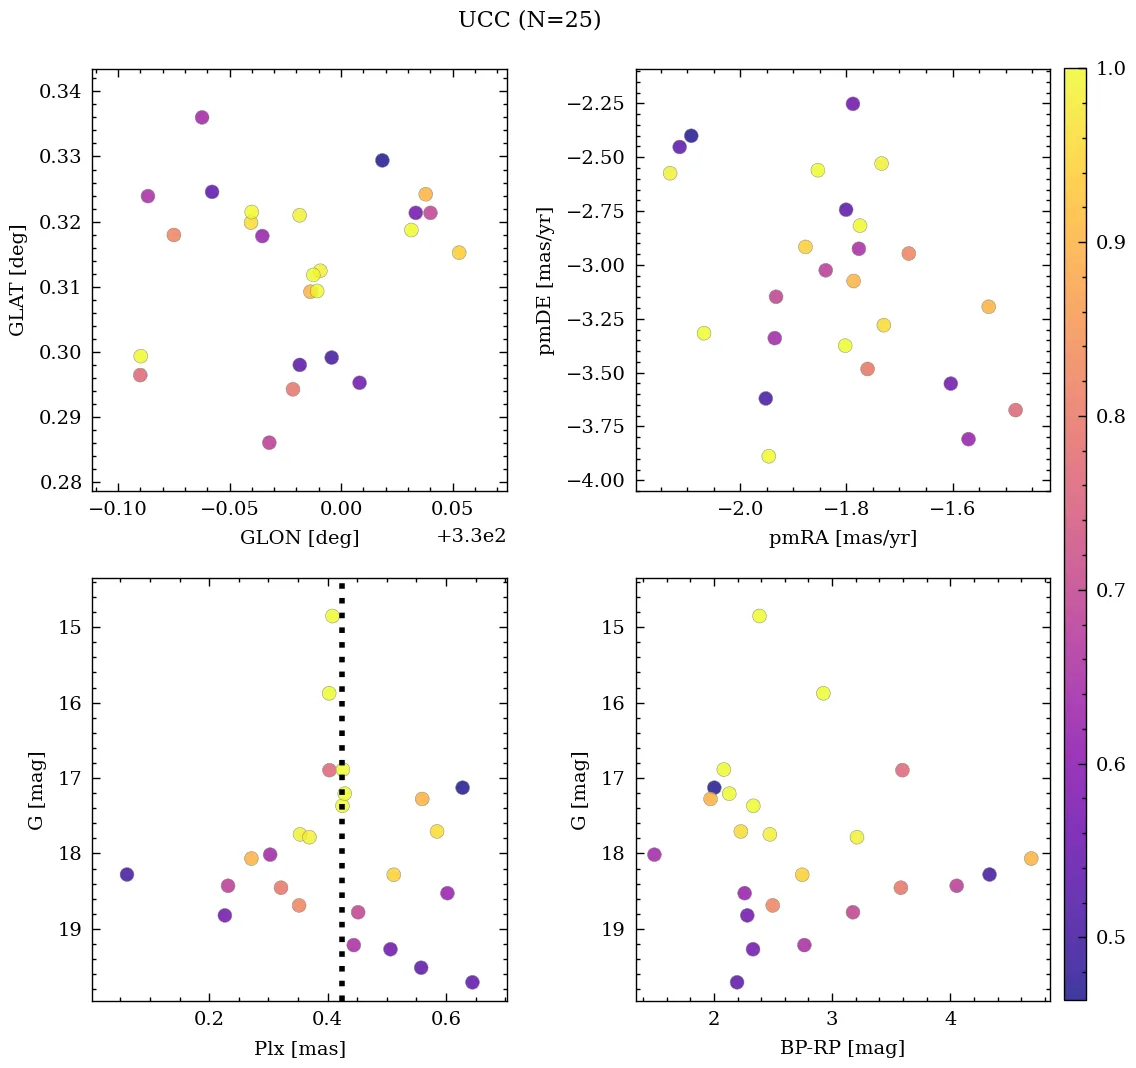 UCC (N=25)
0.34
0.33
0.32
0.31
0.30
0.29
0.28
GLAT [deg]
−0.10 −0.05 0.00 0.05
GLON [deg]
+3.3e2
−2.25
−2.50
−2.75
−3.00
−3.25
−3.50
−3.75
−4.00
pmDE [mas/yr]
−2.0 −1.8 −1.6
pmRA [mas/yr]
15
16
17
18
19
G [mag]
0.2 0.4 0.6
Plx [mas]
15
16
17
18
19
G [mag]
2 3 4
BP-RP [mag]
1.0
0.9
0.8
0.7
0.6
0.5